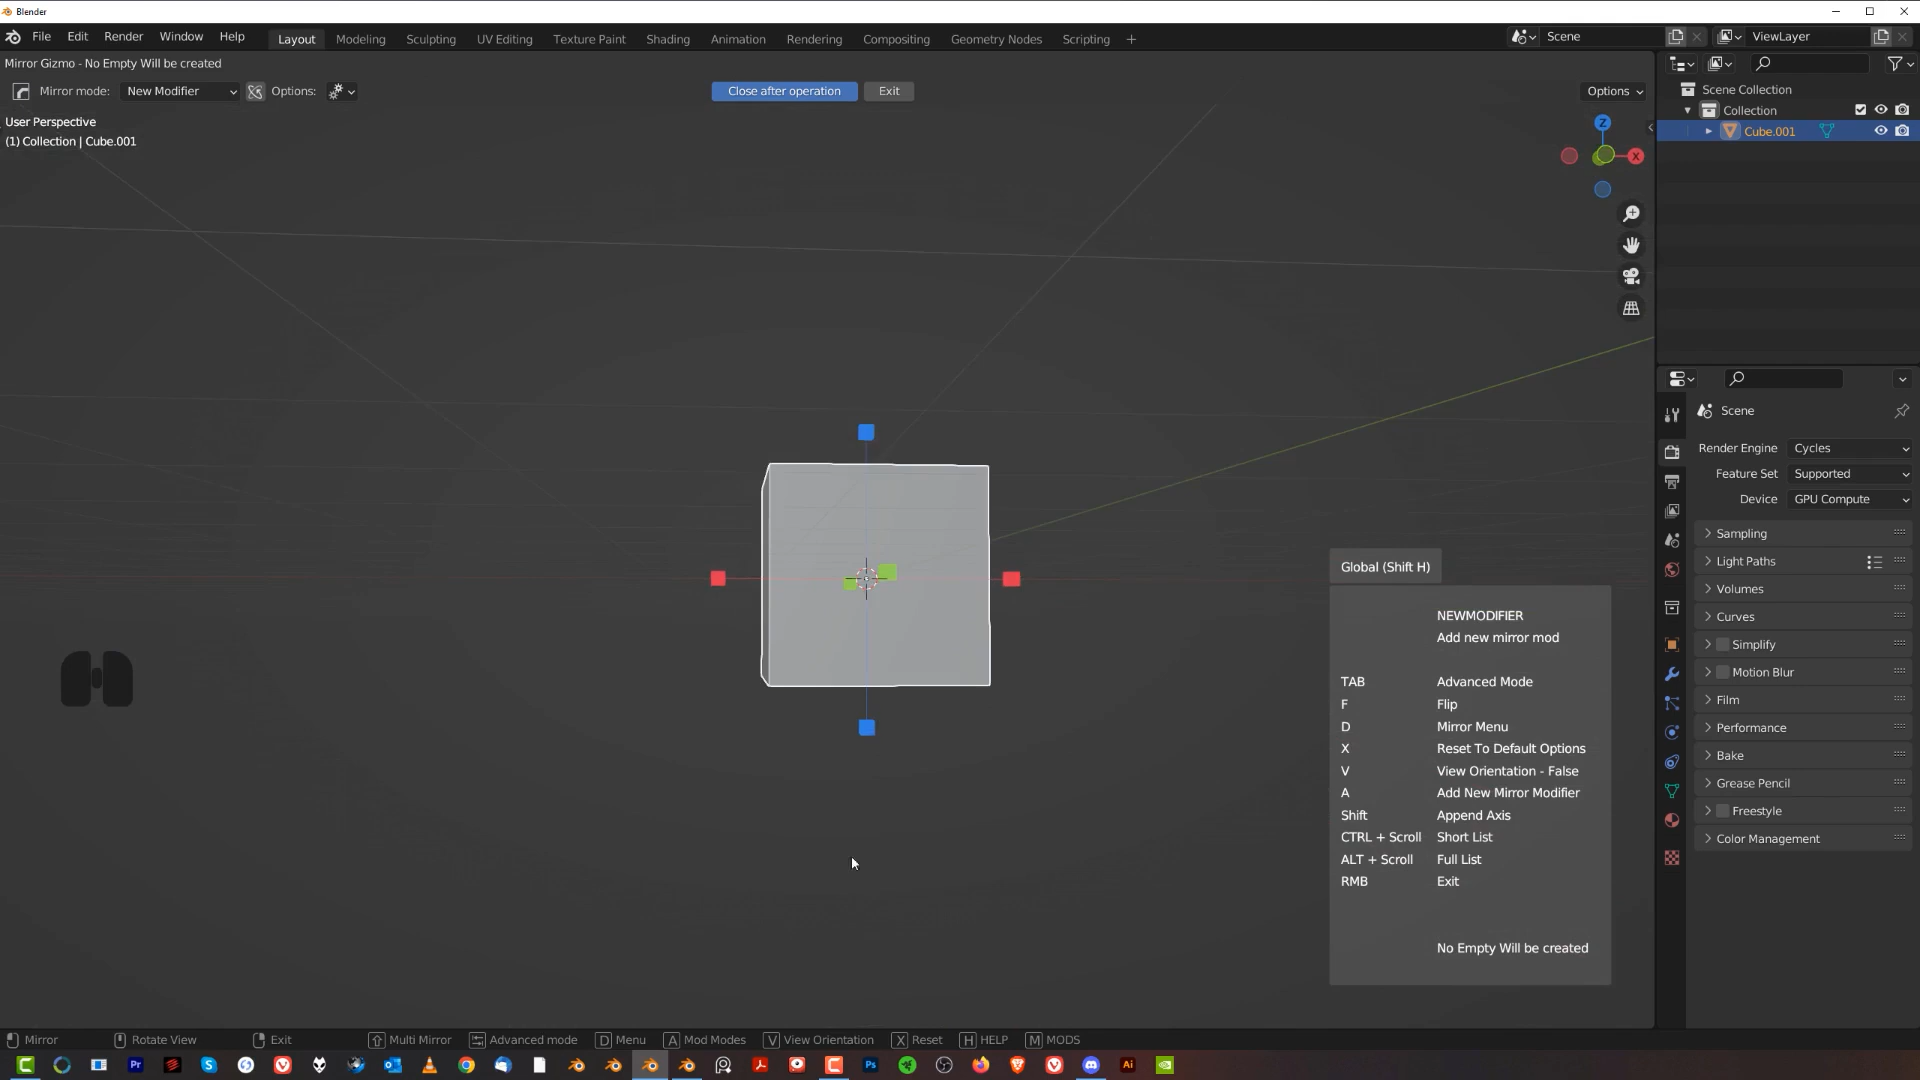 Blender
File Edit Render Window Help Layout Modeling Sculpting UV Editing Texture Paint Shading Animation Rendering Compositing Geometry Nodes Scripting + Scene ViewLayer
Mirror Gizmo - No Empty Will be created
Mirror mode: New Modifier Options: Close after operation Exit Options
User Perspective
(1) Collection | Cube.001
Z
X
Scene Collection
Collection
Cube.001
Scene
Render Engine Cycles
Feature Set Supported
Device GPU Compute
Sampling
Light Paths
Volumes
Curves
Simplify
Motion Blur
Film
Performance
Bake
Grease Pencil
Freestyle
Color Management
Global (Shift H)
NEWMODIFIER
Add new mirror mod
TAB Advanced Mode
F Flip
D Mirror Menu
X Reset To Default Options
V View Orientation - False
A Add New Mirror Modifier
Shift Append Axis
CTRL + Scroll Short List
ALT + Scroll Full List
RMB Exit
No Empty Will be created
Mirror Rotate View Exit Multi Mirror Advanced mode D Menu A Mod Modes V View Orientation X Reset H HELP M MODS
Pr S Ps Ai